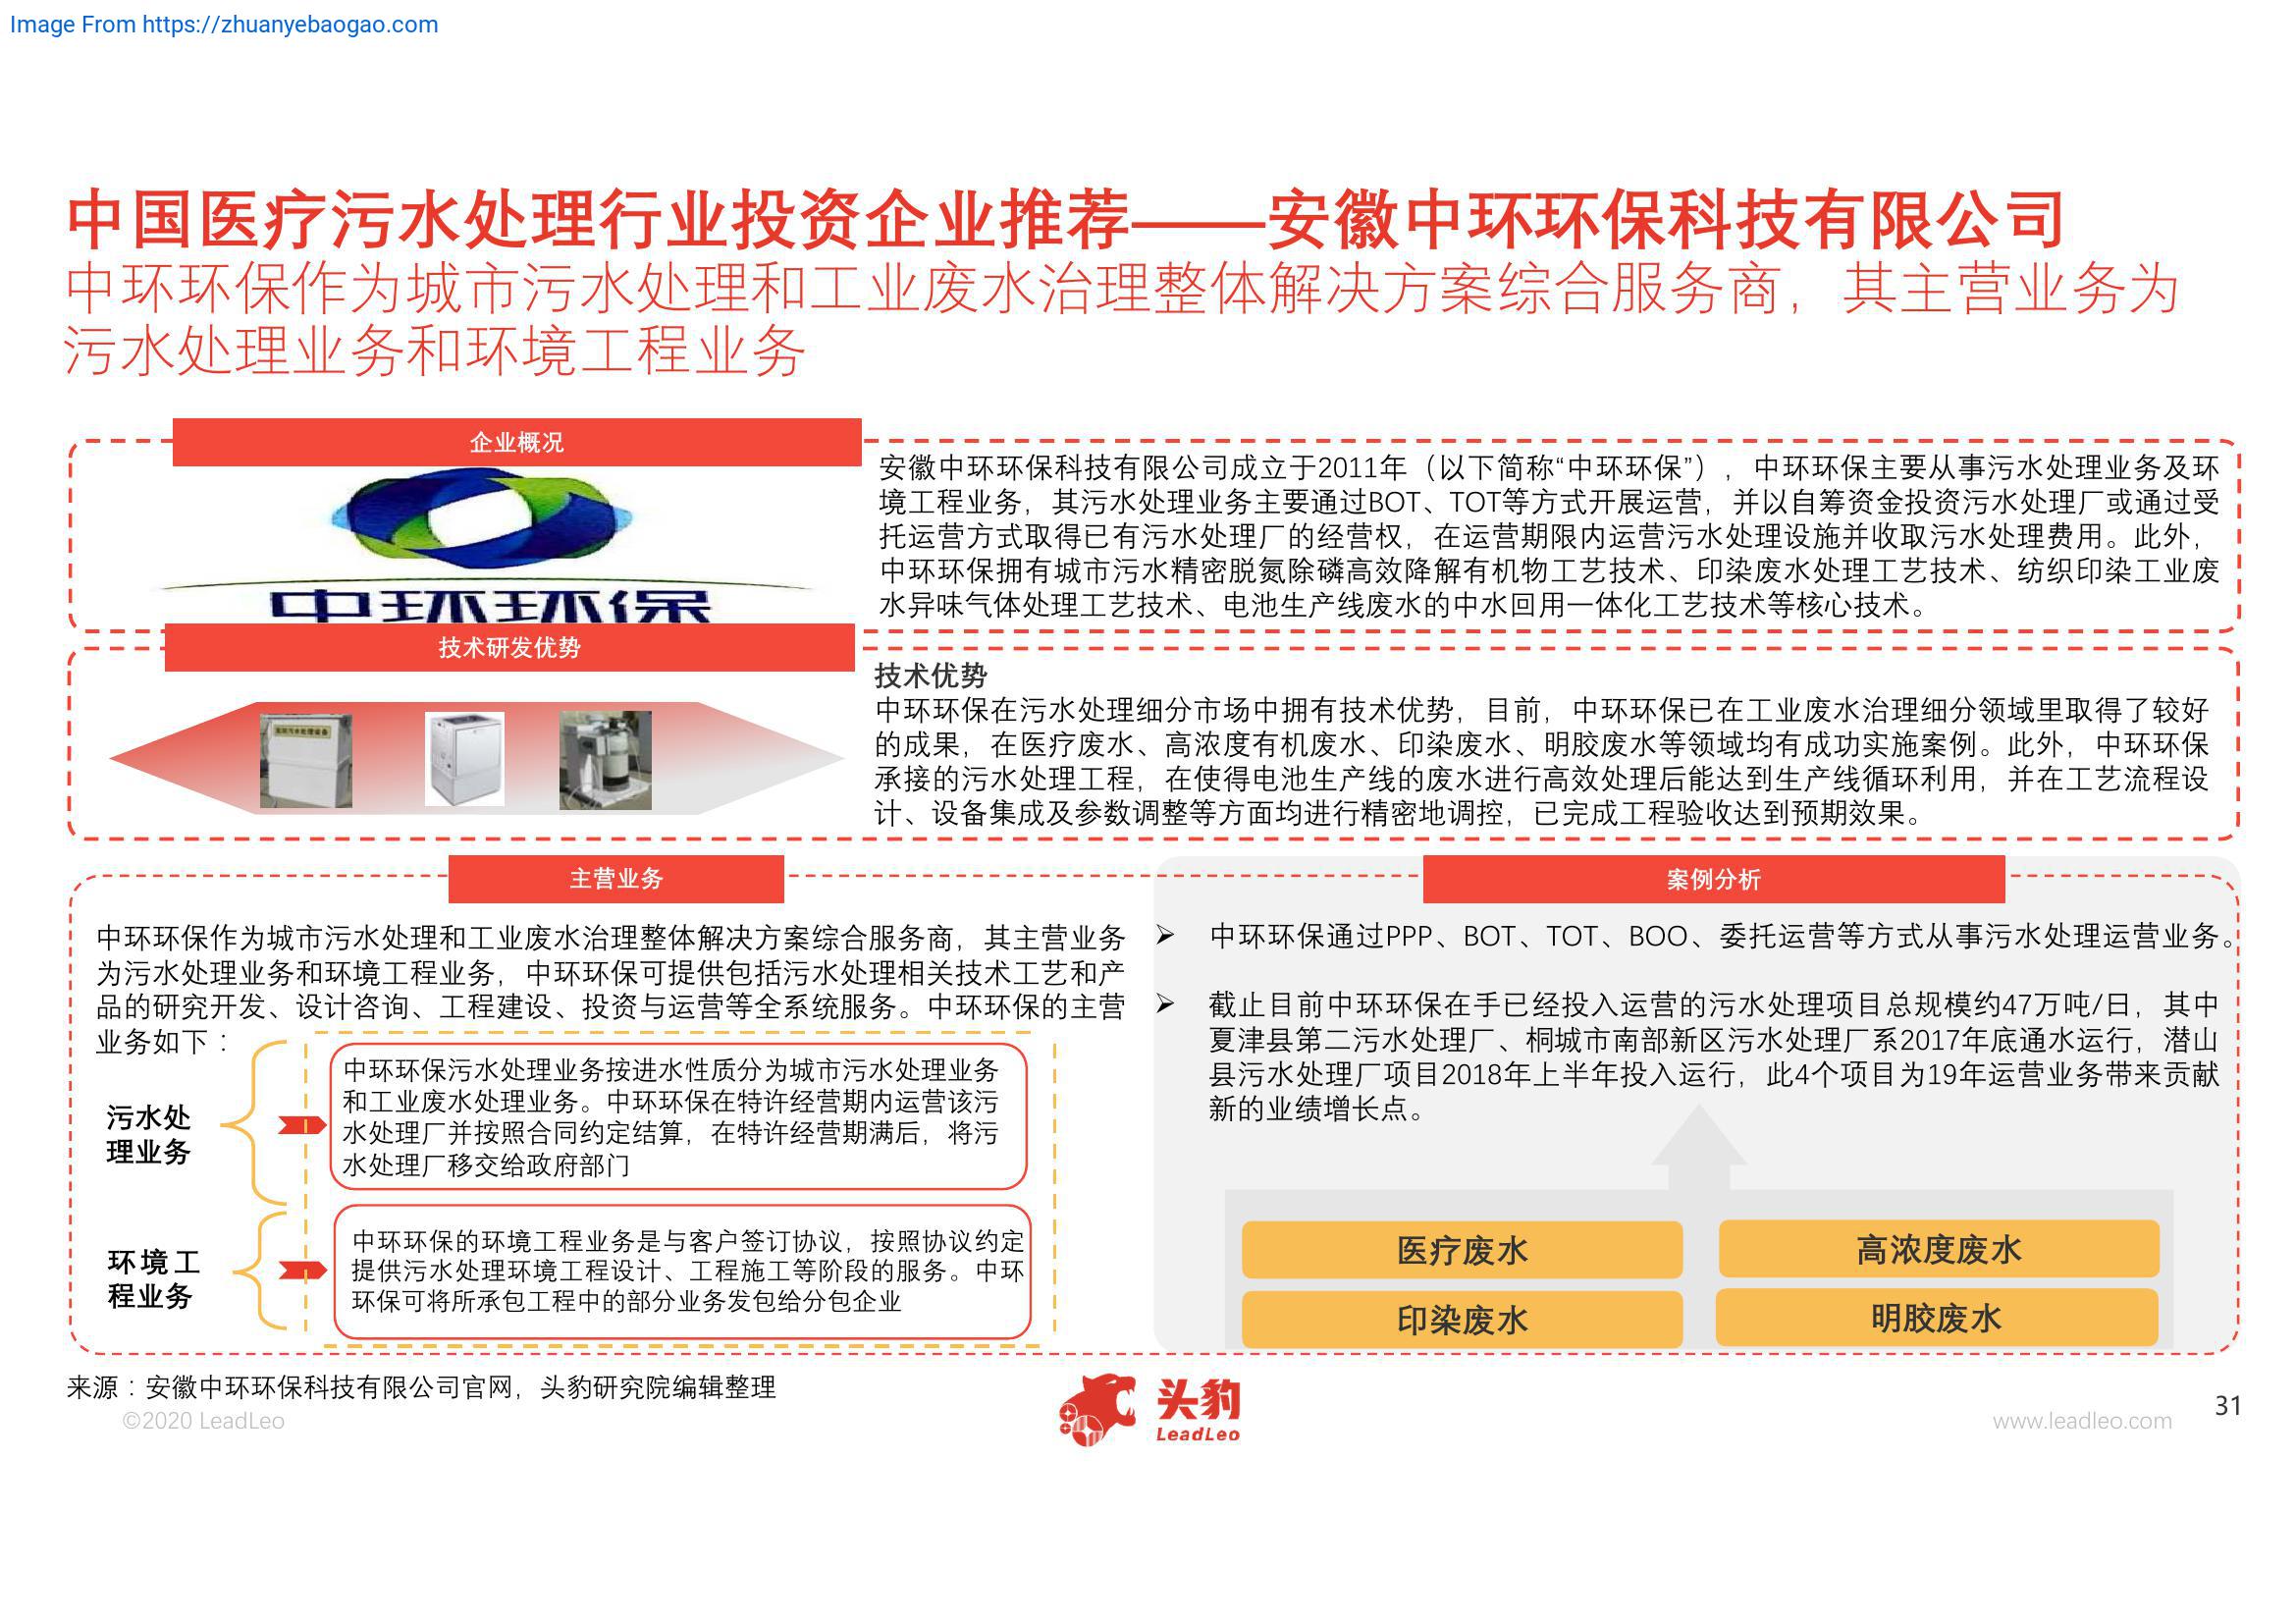 Image From https://zhuanyebaogao.com
中国医疗污水处理行业投资企业推荐——安徽中环环保科技有限公司
中环环保作为城市污水处理和工业废水治理整体解决方案综合服务商，其主营业务为
污水处理业务和环境工程业务
企业概况
中环环保
安徽中环环保科技有限公司成立于2011年（以下简称“中环环保”），中环环保主要从事污水处理业务及环
境工程业务，其污水处理业务主要通过BOT、TOT等方式开展运营，并以自筹资金投资污水处理厂或通过受
托运营方式取得已有污水处理厂的经营权，在运营期限内运营污水处理设施并收取污水处理费用。此外，
中环环保拥有城市污水精密脱氮除磷高效降解有机物工艺技术、印染废水处理工艺技术、纺织印染工业废
水异味气体处理工艺技术、电池生产线废水的中水回用一体化工艺技术等核心技术。
技术研发优势
技术优势
中环环保在污水处理细分市场中拥有技术优势，目前，中环环保已在工业废水治理细分领域里取得了较好
的成果，在医疗废水、高浓度有机废水、印染废水、明胶废水等领域均有成功实施案例。此外，中环环保
承接的污水处理工程，在使得电池生产线的废水进行高效处理后能达到生产线循环利用，并在工艺流程设
计、设备集成及参数调整等方面均进行精密地调控，已完成工程验收达到预期效果。
主营业务
中环环保作为城市污水处理和工业废水治理整体解决方案综合服务商，其主营业务
为污水处理业务和环境工程业务，中环环保可提供包括污水处理相关技术工艺和产
品的研究开发、设计咨询、工程建设、投资与运营等全系统服务。中环环保的主营
业务如下：
污水处
理业务
中环环保污水处理业务按进水性质分为城市污水处理业务
和工业废水处理业务。中环环保在特许经营期内运营该污
水处理厂并按照合同约定结算，在特许经营期满后，将污
水处理厂移交给政府部门
环境工
程业务
中环环保的环境工程业务是与客户签订协议，按照协议约定
提供污水处理环境工程设计、工程施工等阶段的服务。中环
环保可将所承包工程中的部分业务发包给分包企业
案例分析
➢ 中环环保通过PPP、BOT、TOT、BOO、委托运营等方式从事污水处理运营业务。
➢ 截止目前中环环保在手已经投入运营的污水处理项目总规模约47万吨/日，其中
夏津县第二污水处理厂、桐城市南部新区污水处理厂系2017年底通水运行，潜山
县污水处理厂项目2018年上半年投入运行，此4个项目为19年运营业务带来贡献
新的业绩增长点。
医疗废水
高浓度废水
印染废水
明胶废水
来源：安徽中环环保科技有限公司官网，头豹研究院编辑整理
©2020 LeadLeo
头豹
LeadLeo
www.leadleo.com
31